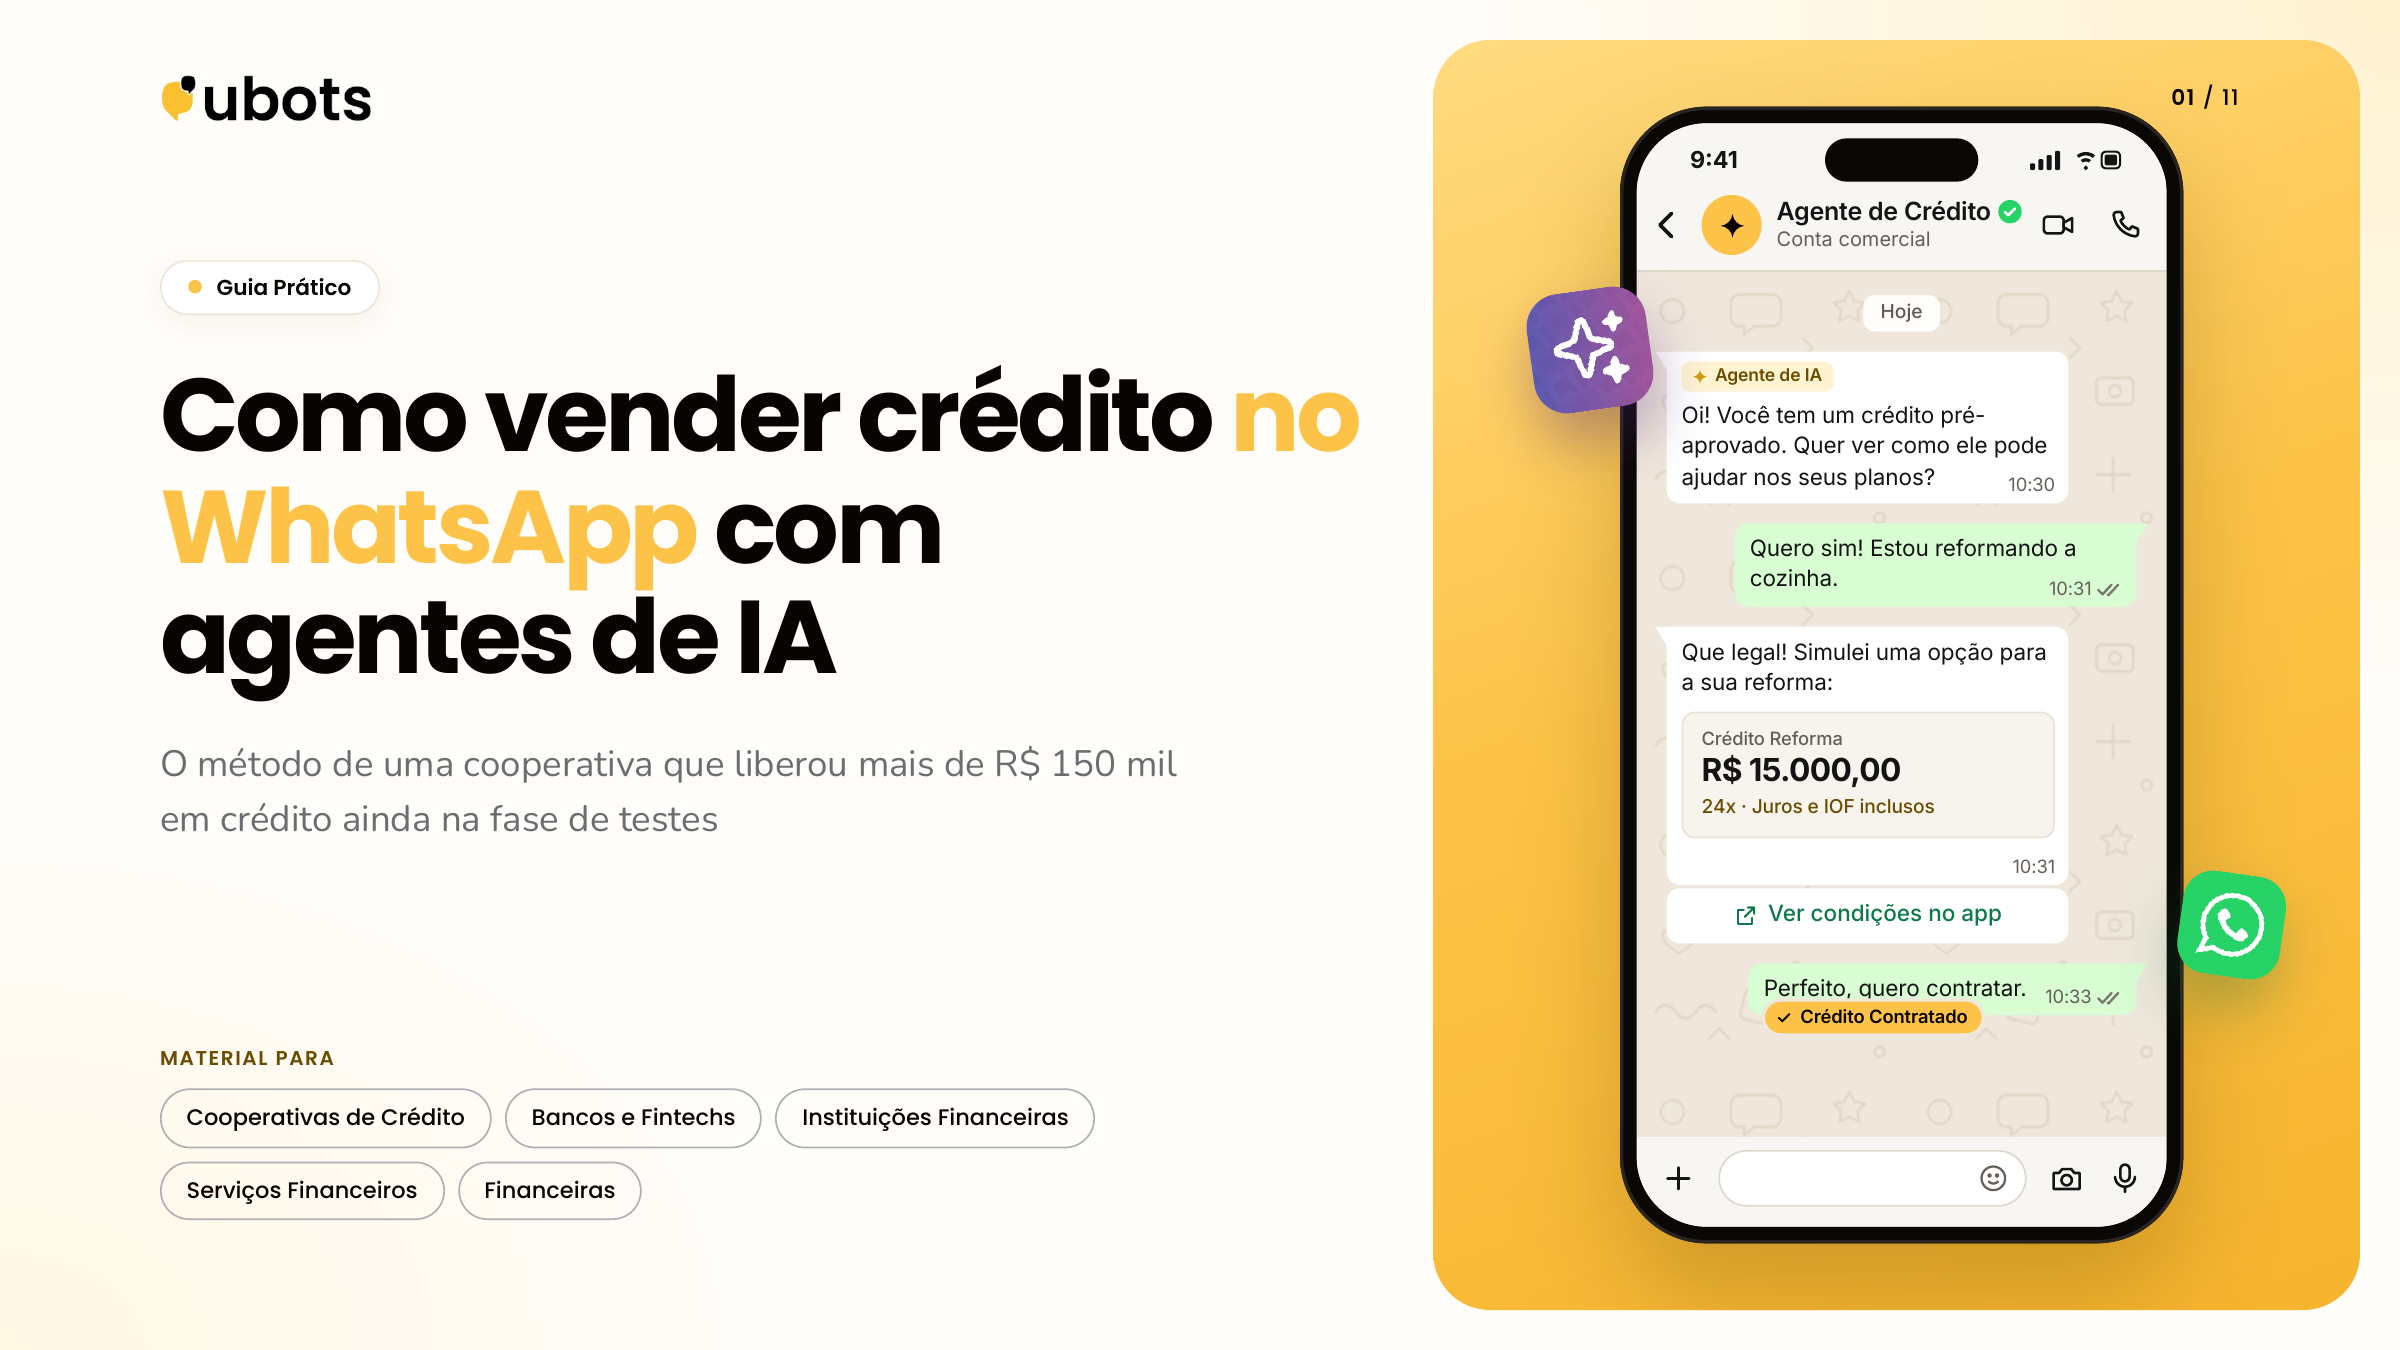 ubots
Guia Prático
Como vender crédito no
WhatsApp com
agentes de IA
O método de uma cooperativa que liberou mais de R$ 150 mil
em crédito ainda na fase de testes
MATERIAL PARA
Cooperativas de Crédito
Bancos e Fintechs
Instituições Financeiras
Serviços Financeiros
Financeiras
01 / 11
9:41
Agente de Crédito
Conta comercial
Hoje
Agente de IA
Oi! Você tem um crédito pré-
aprovado. Quer ver como ele pode
ajudar nos seus planos?
10:30
Quero sim! Estou reformando a
cozinha.
10:31
Que legal! Simulei uma opção para
a sua reforma:
Crédito Reforma
R$ 15.000,00
24x · Juros e IOF inclusos
10:31
Ver condições no app
Perfeito, quero contratar.
10:33
Crédito Contratado